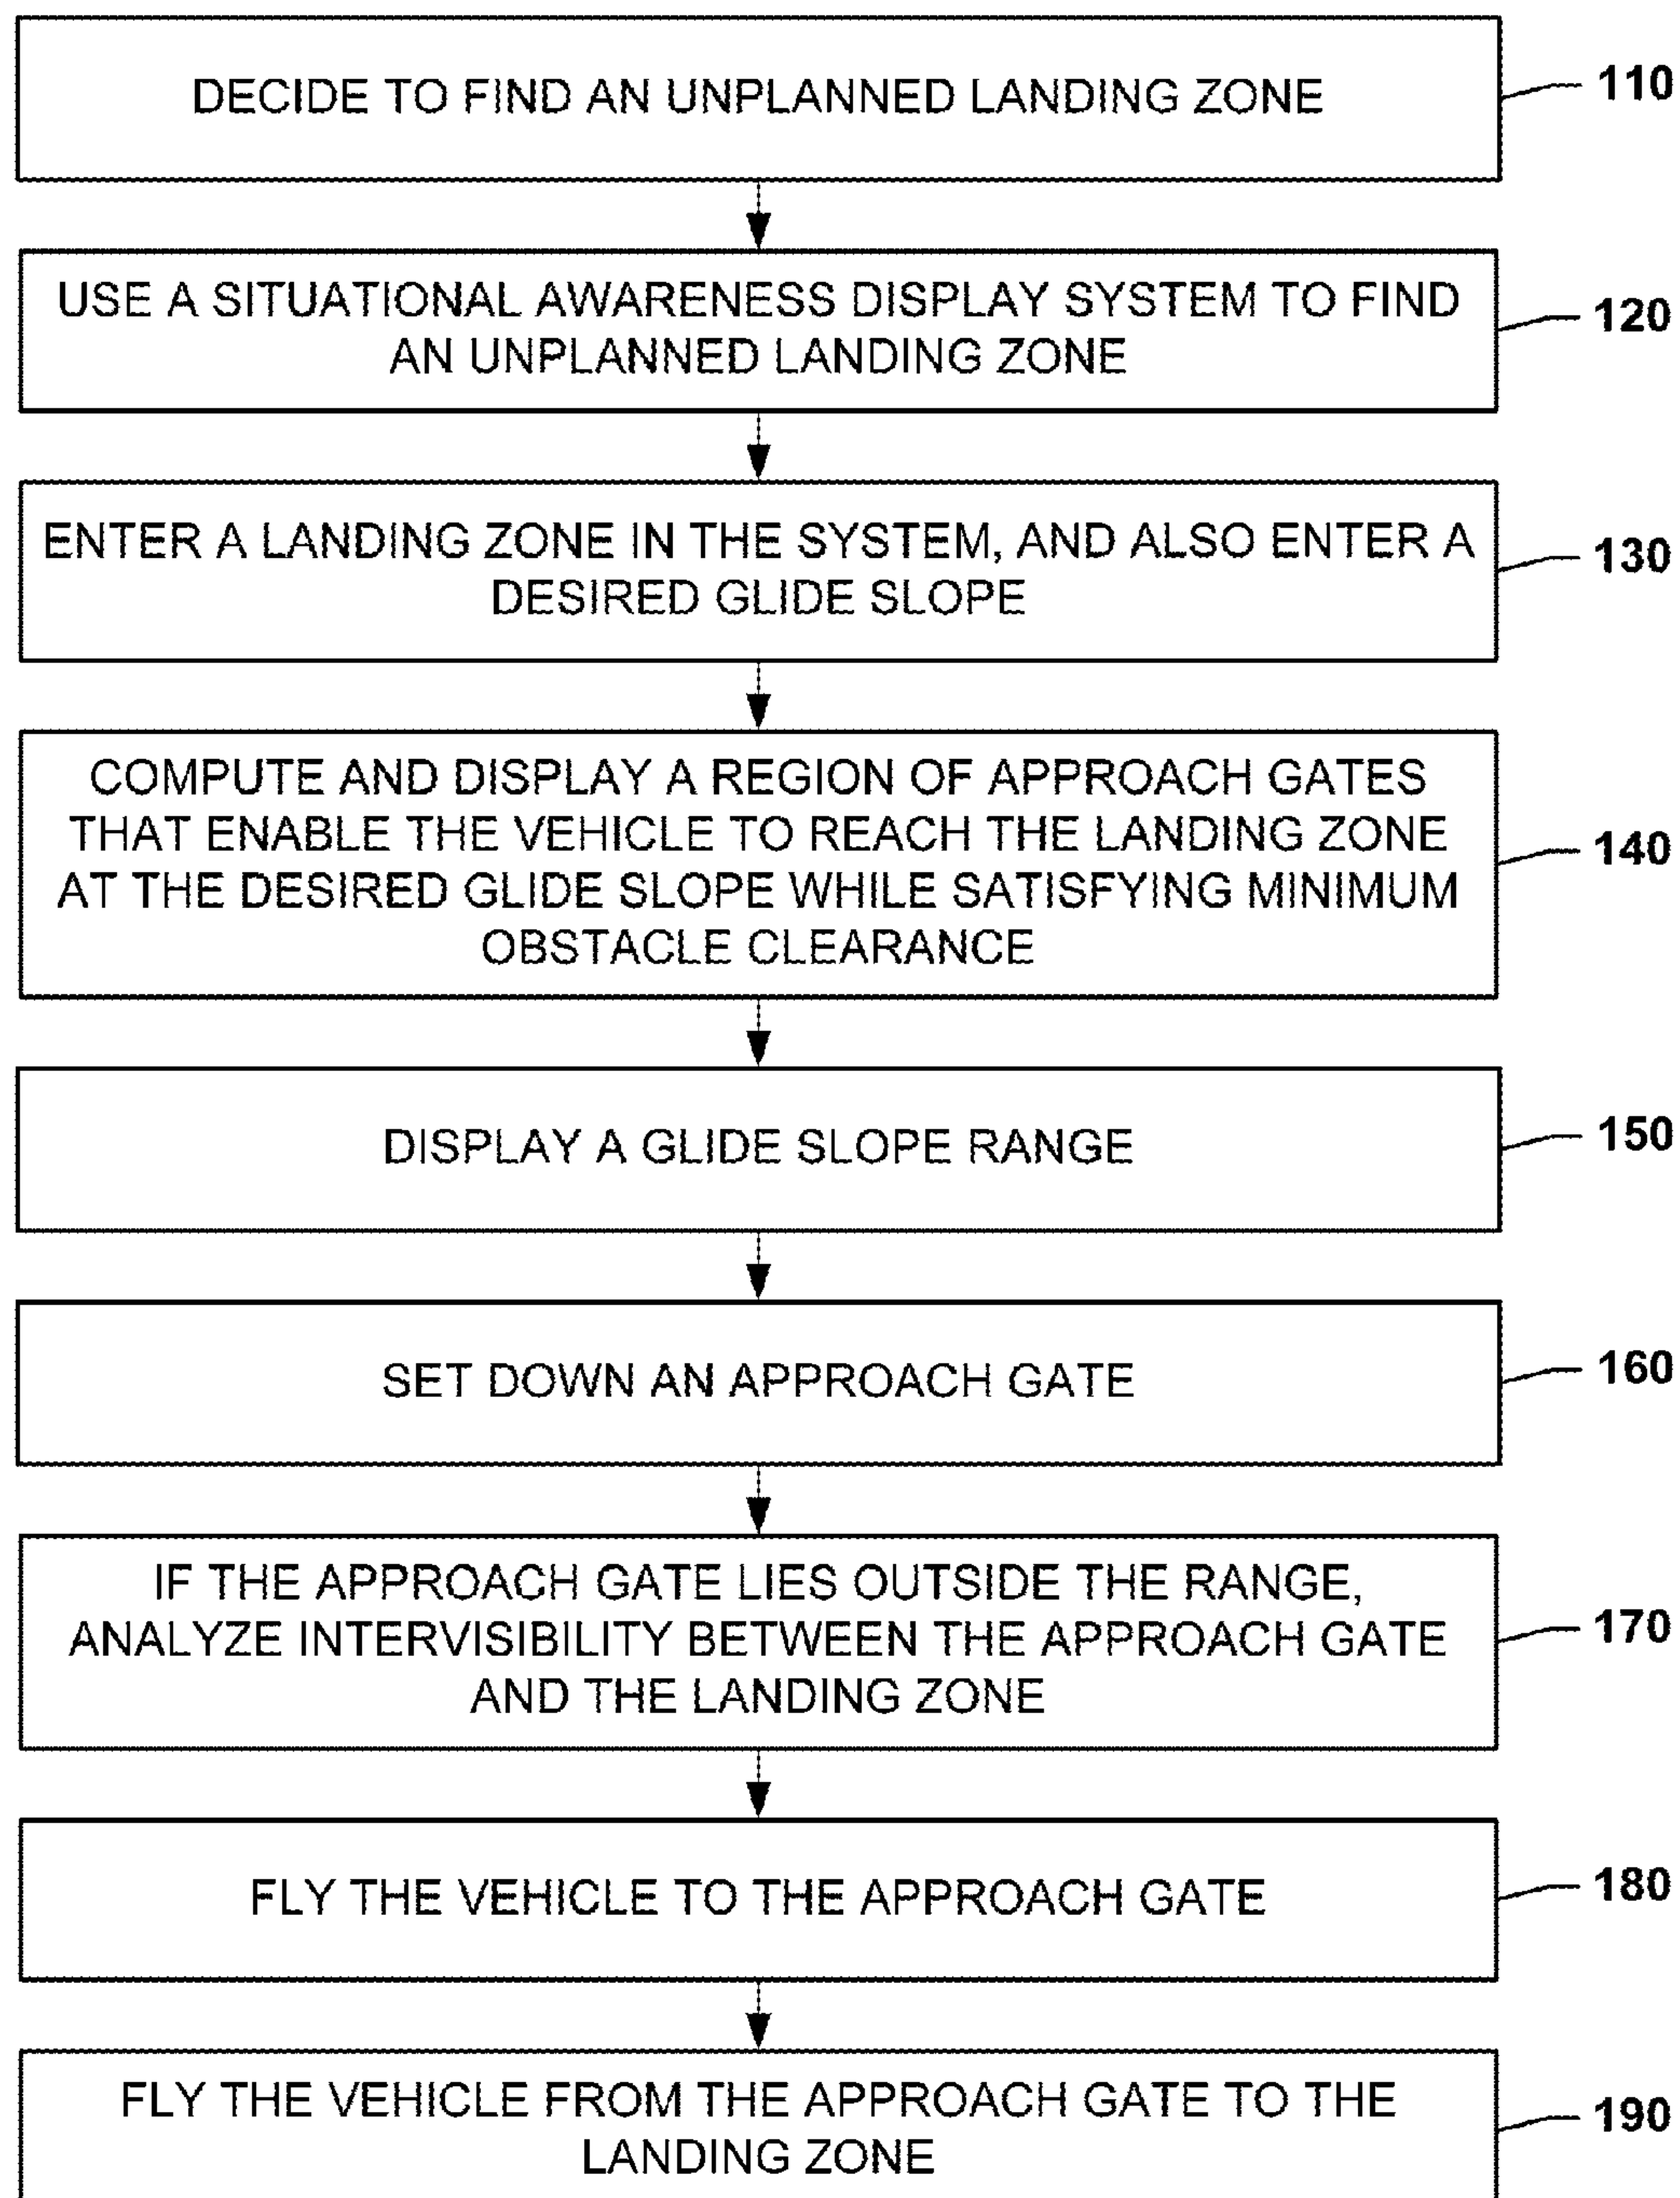 DECIDE TO FIND AN UNPLANNED LANDING ZONE
110
USE A SITUATIONAL AWARENESS DISPLAY SYSTEM TO FIND
AN UNPLANNED LANDING ZONE
120
ENTER A LANDING ZONE IN THE SYSTEM, AND ALSO ENTER A
DESIRED GLIDE SLOPE
130
COMPUTE AND DISPLAY A REGION OF APPROACH GATES
THAT ENABLE THE VEHICLE TO REACH THE LANDING ZONE
AT THE DESIRED GLIDE SLOPE WHILE SATISFYING MINIMUM
OBSTACLE CLEARANCE
140
DISPLAY A GLIDE SLOPE RANGE
150
SET DOWN AN APPROACH GATE
160
IF THE APPROACH GATE LIES OUTSIDE THE RANGE,
ANALYZE INTERVISIBILITY BETWEEN THE APPROACH GATE
AND THE LANDING ZONE
170
FLY THE VEHICLE TO THE APPROACH GATE
180
FLY THE VEHICLE FROM THE APPROACH GATE TO THE
LANDING ZONE
190